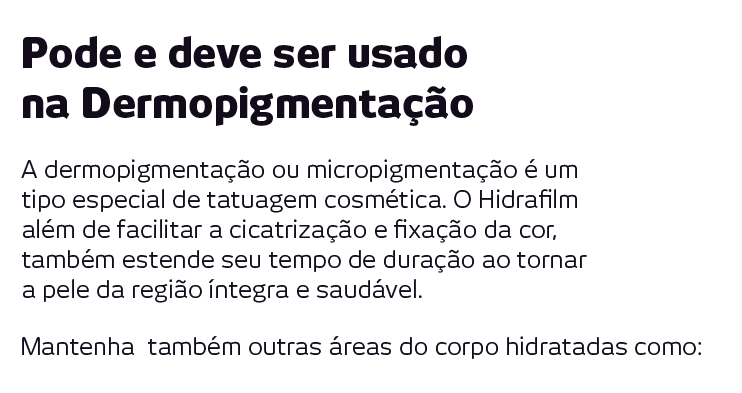 Pode e deve ser usado
na Dermopigmentação
A dermopigmentação ou micropigmentação é um
tipo especial de tatuagem cosmética. O Hidrafilm
além de facilitar a cicatrização e fixação da cor,
também estende seu tempo de duração ao tornar
a pele da região íntegra e saudável.
Mantenha  também outras áreas do corpo hidratadas como: